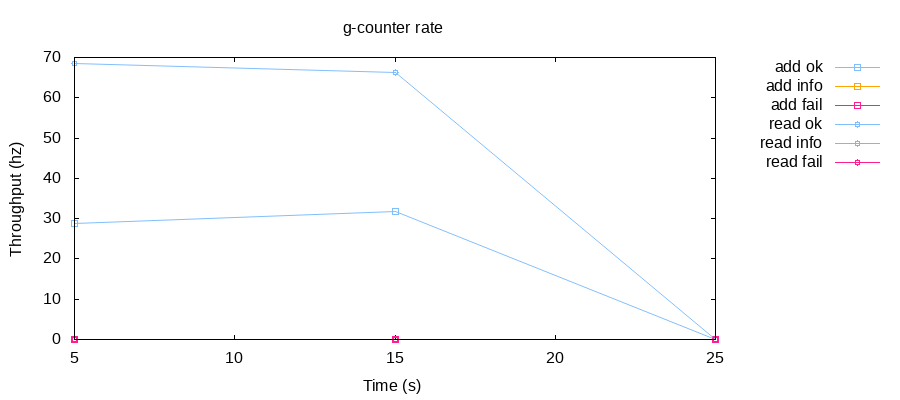 g-counter rate
70
60
50
40
30
20
10
0
5
10
15
20
25
Throughput (hz)
Time (s)
add ok
add info
add fail
read ok
read info
read fail